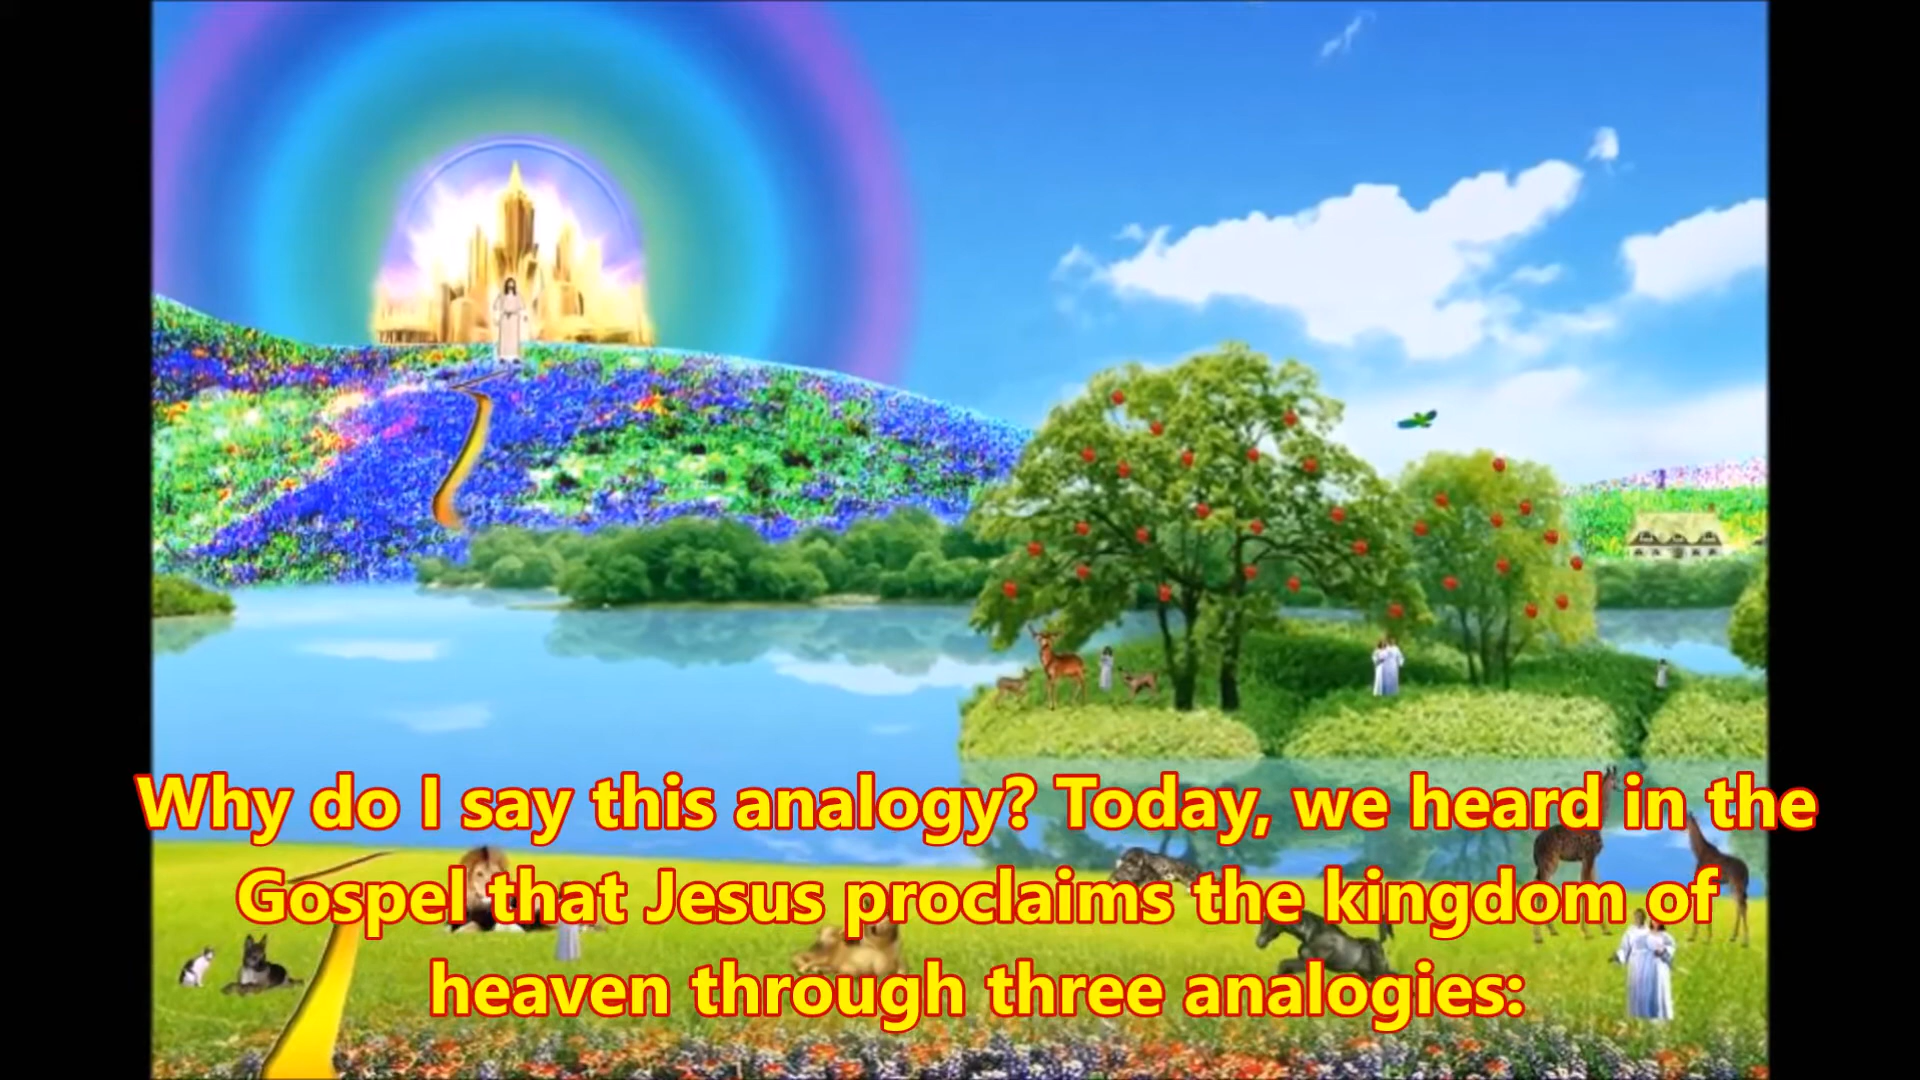 Why do I say this analogy? Today, we heard in the
Gospel that Jesus proclaims the kingdom of
heaven through three analogies: